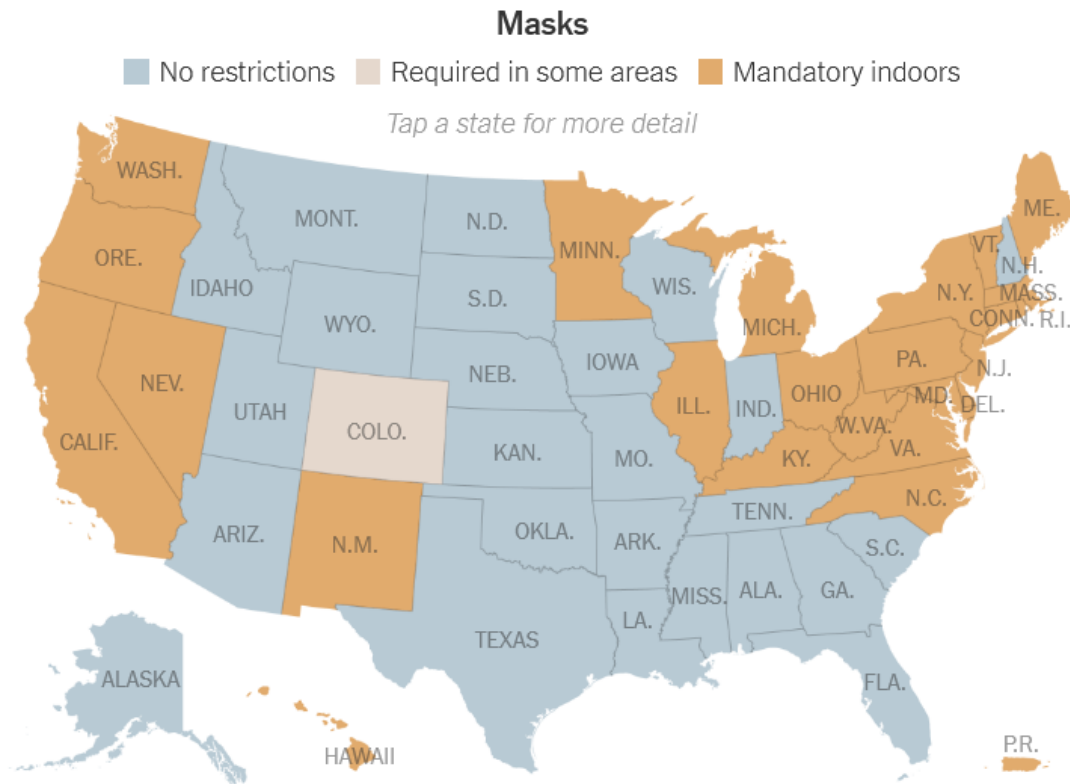 Masks
No restrictions
Required in some areas
Mandatory indoors
Tap a state for more detail
WASH.
MONT.
N.D.
MINN.
ME.
VT.
N.H.
ORE.
IDAHO
S.D.
WIS.
N.Y.
MASS.
WYO.
MICH.
CONN.
R.I.
NEV.
NEB.
IOWA
PA.
N.J.
UTAH
COLO.
ILL.
IND.
OHIO
MD.
DEL.
CALIF.
KAN.
MO.
KY.
W.VA.
VA.
ARIZ.
N.M.
OKLA.
ARK.
TENN.
N.C.
S.C.
TEXAS
LA.
MISS.
ALA.
GA.
ALASKA
FLA.
HAWAII
P.R.